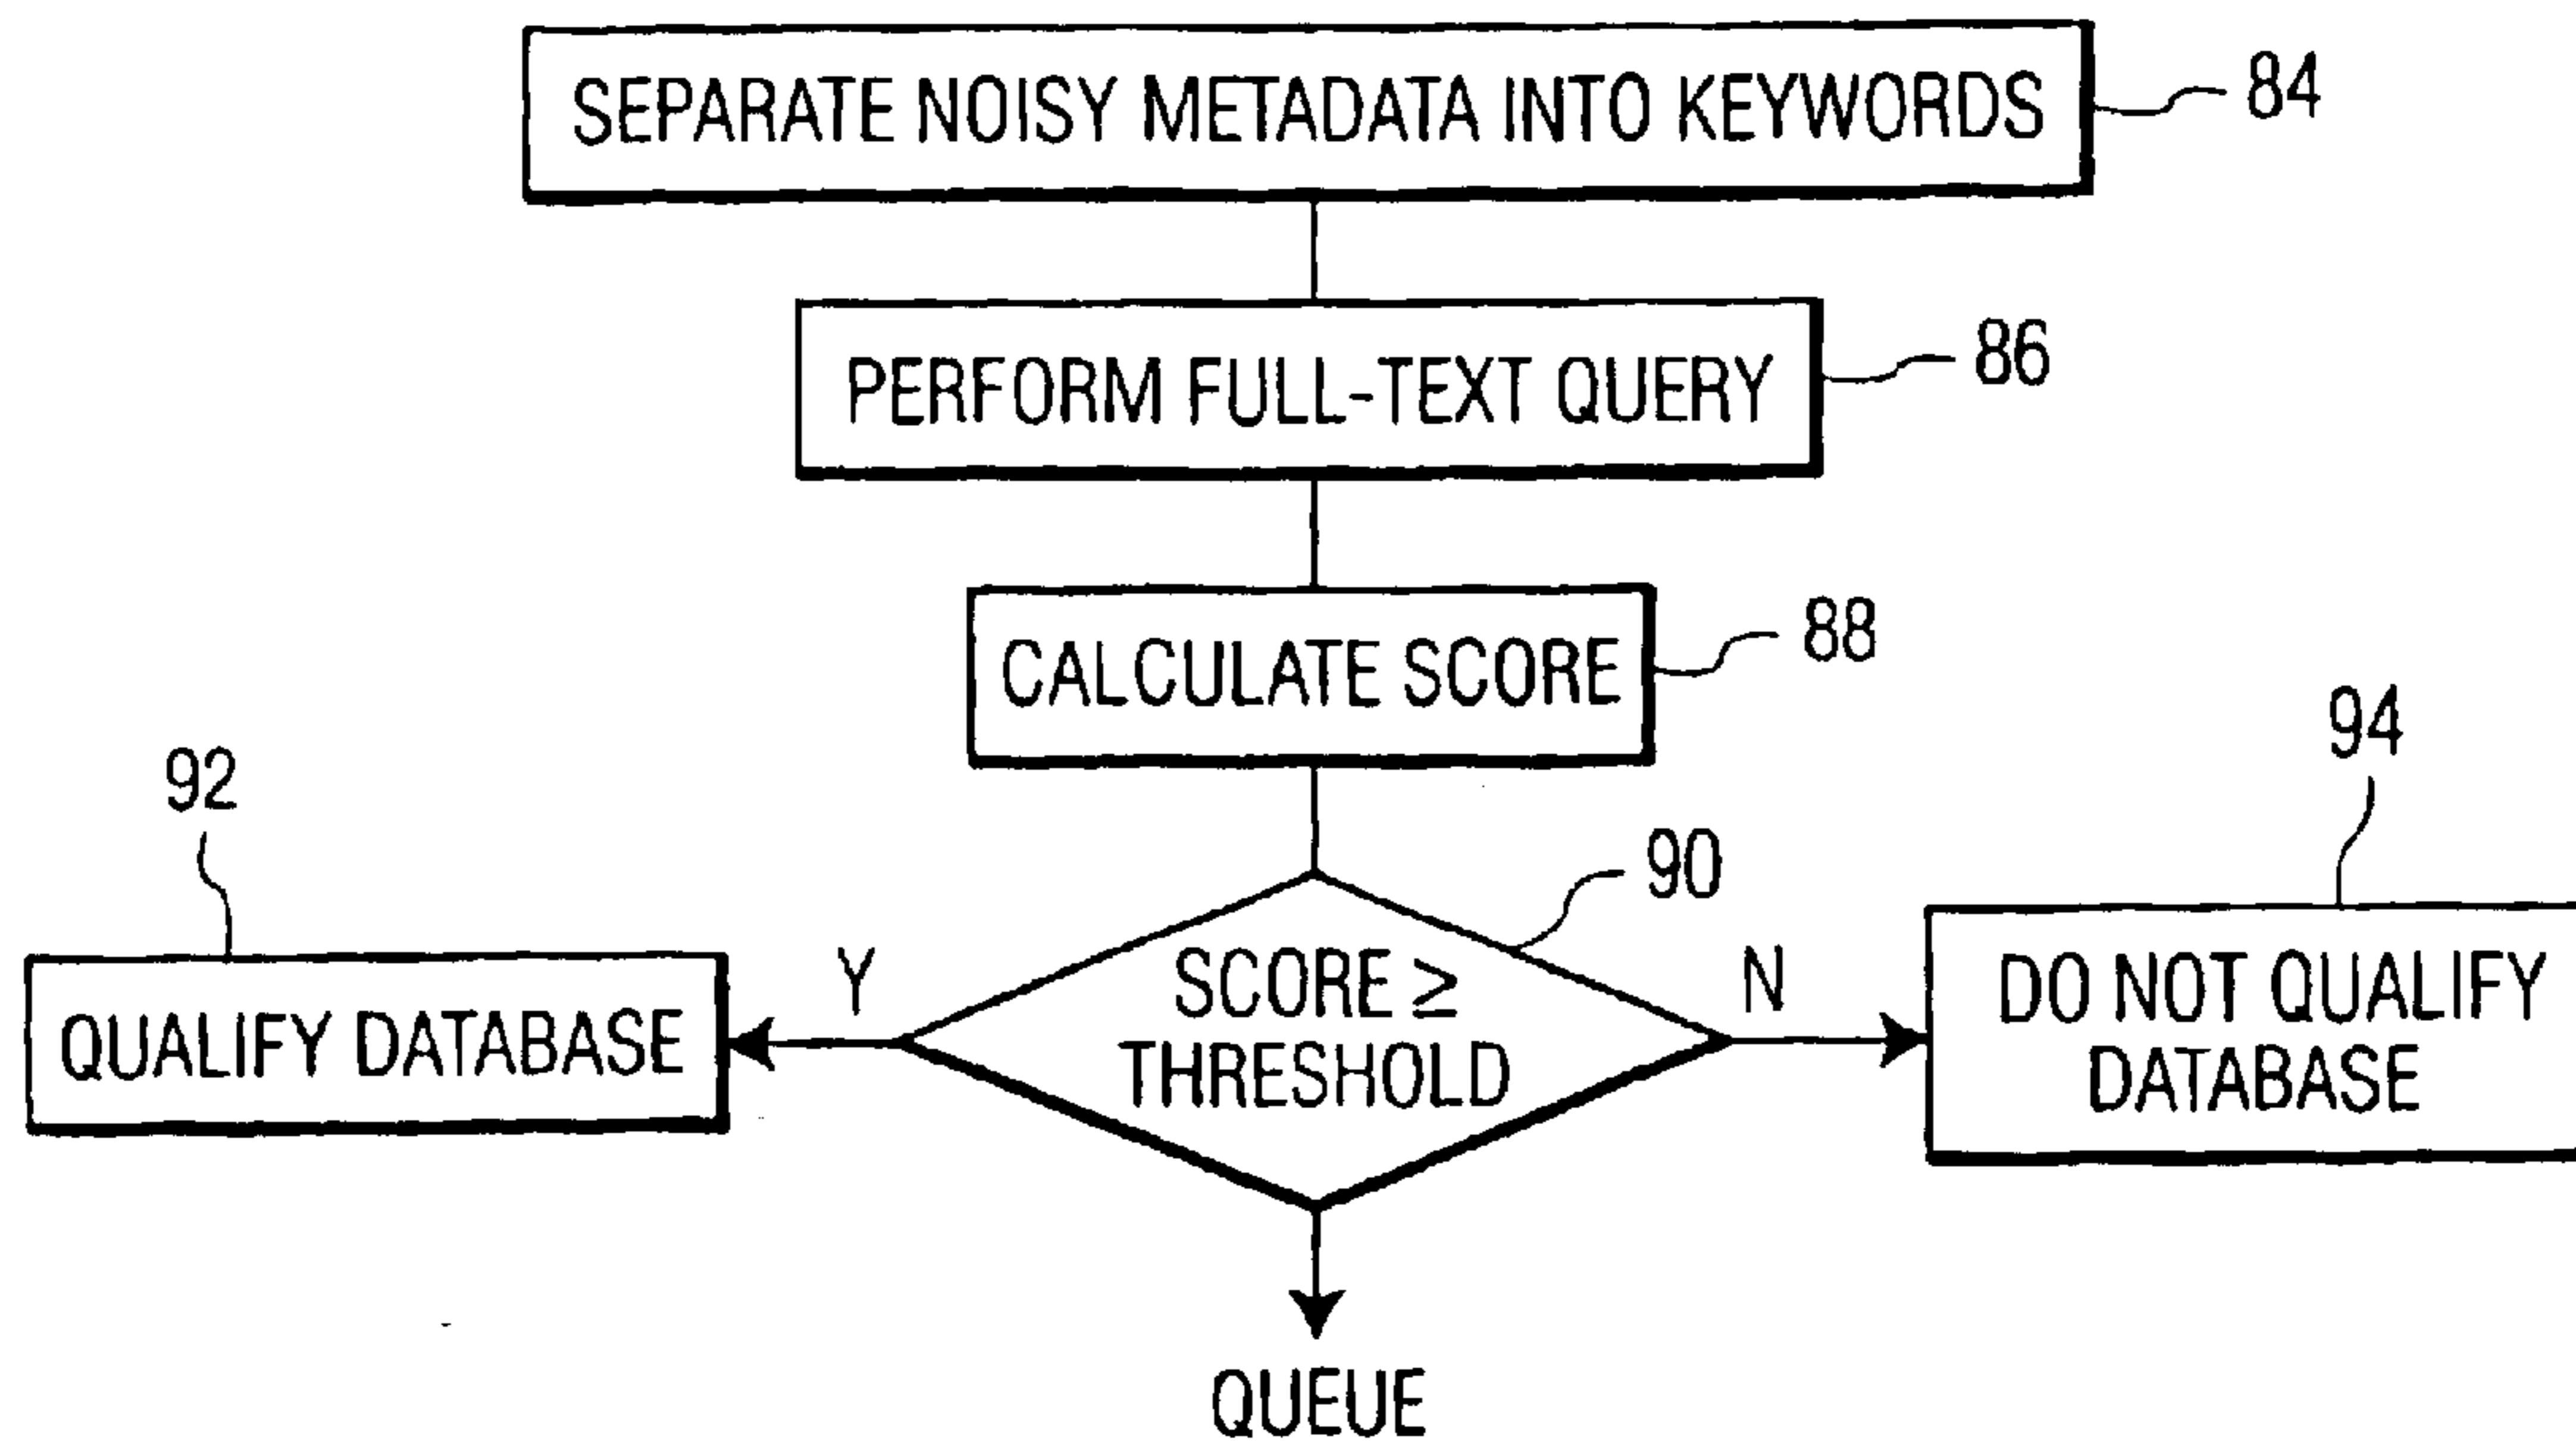 SEPARATE NOISY METADATA INTO KEYWORDS
84
PERFORM FULL-TEXT QUERY
86
CALCULATE SCORE
88
92
94
90
Y
SCORE ≥
THRESHOLD
N
QUALIFY DATABASE
DO NOT QUALIFY
DATABASE
QUEUE